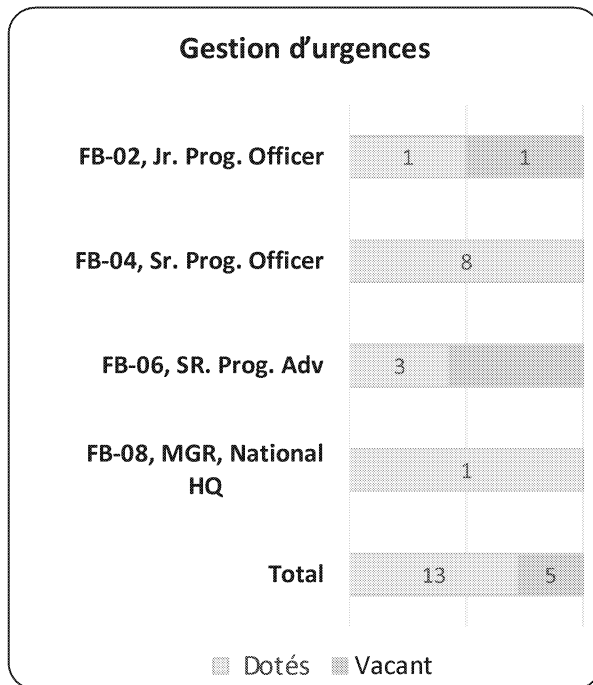 Gestion d'urgences
FB-02, Jr. Prog. Officer
1 1
FB-04, Sr. Prog. Officer
8
FB-06, SR. Prog. Adv
3
FB-08, MGR, National
HQ
1
Total
13 5
Dotés Vacant